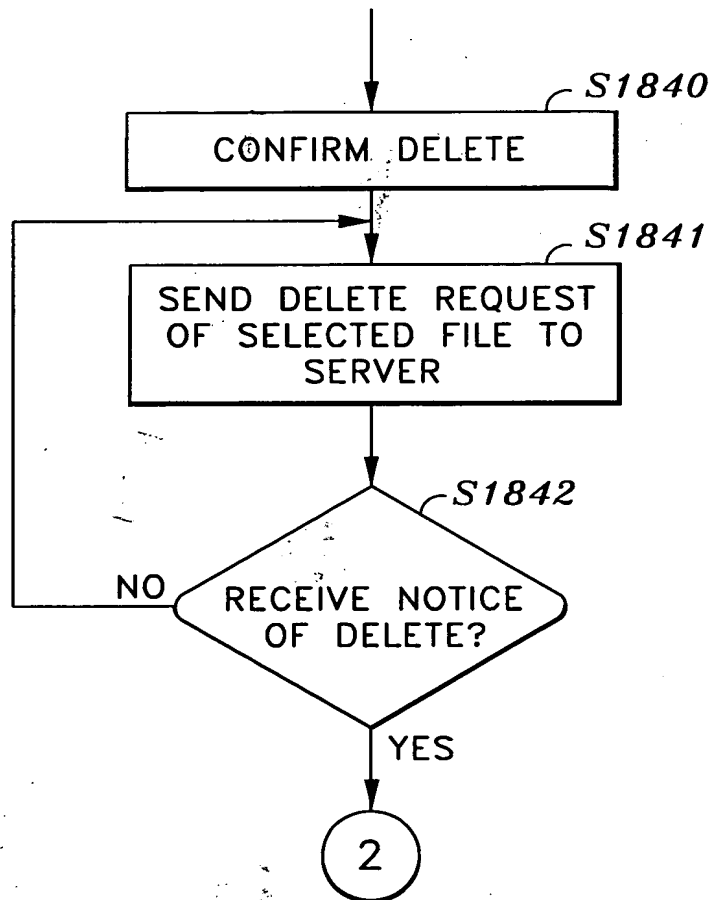 S1840
CONFIRM DELETE
S1841
SEND DELETE REQUEST
OF SELECTED FILE TO
SERVER
S1842
NO
RECEIVE NOTICE
OF DELETE?
YES
2